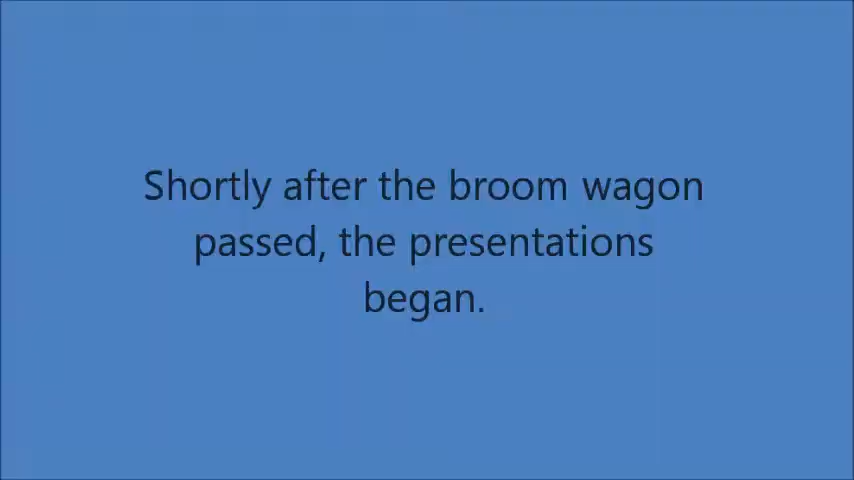 Shortly after the broom wagon
passed, the presentations
began.